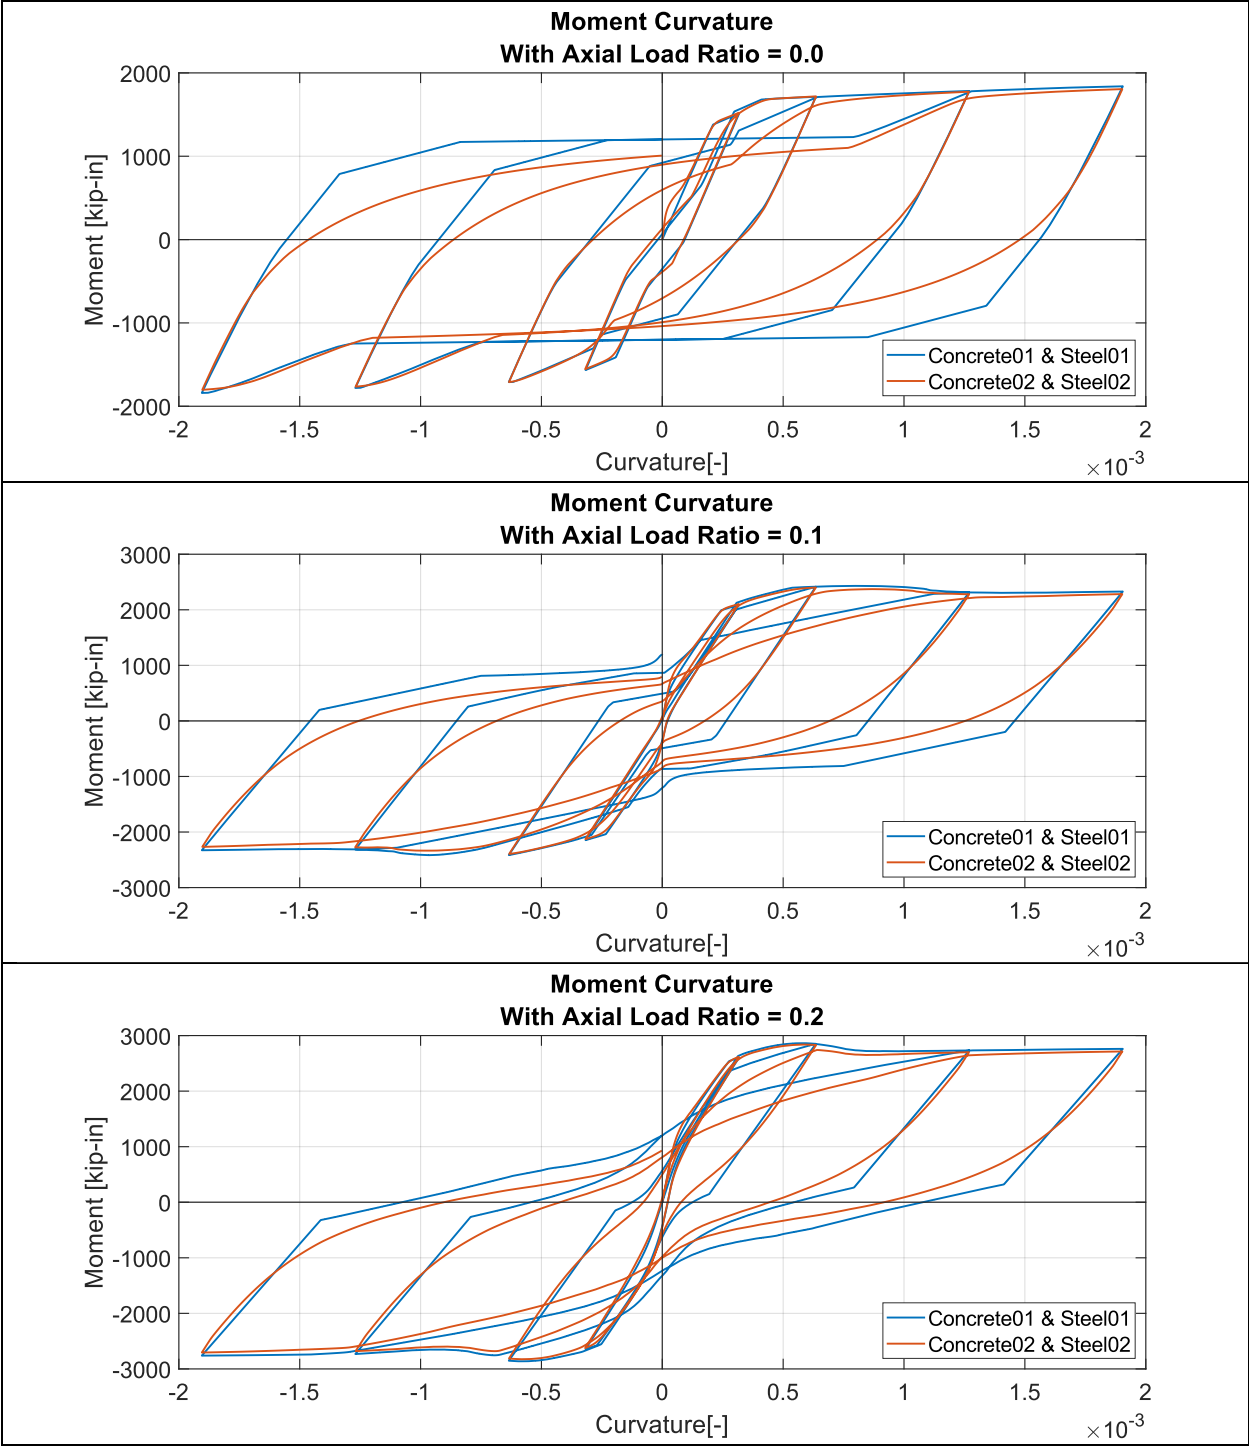 Moment Curvature
With Axial Load Ratio = 0.0
2000
1000
0
-1000
-2000
Moment [kip-in]
-2 -1.5 -1 -0.5 0 0.5 1 1.5 2
Curvature[-]
×10-3
Concrete01 & Steel01
Concrete02 & Steel02
Moment Curvature
With Axial Load Ratio = 0.1
3000
2000
1000
0
-1000
-2000
-3000
Moment [kip-in]
-2 -1.5 -1 -0.5 0 0.5 1 1.5 2
Curvature[-]
×10-3
Concrete01 & Steel01
Concrete02 & Steel02
Moment Curvature
With Axial Load Ratio = 0.2
3000
2000
1000
0
-1000
-2000
-3000
Moment [kip-in]
-2 -1.5 -1 -0.5 0 0.5 1 1.5 2
Curvature[-]
×10-3
Concrete01 & Steel01
Concrete02 & Steel02